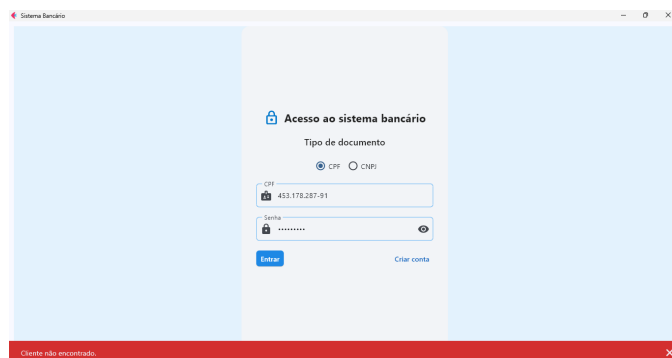 Sistema Bancário
Acesso ao sistema bancário
Tipo de documento
CPF CNPJ
CPF
453.178.287-91
Senha
•••••••••
Entrar Criar conta
Cliente não encontrado.